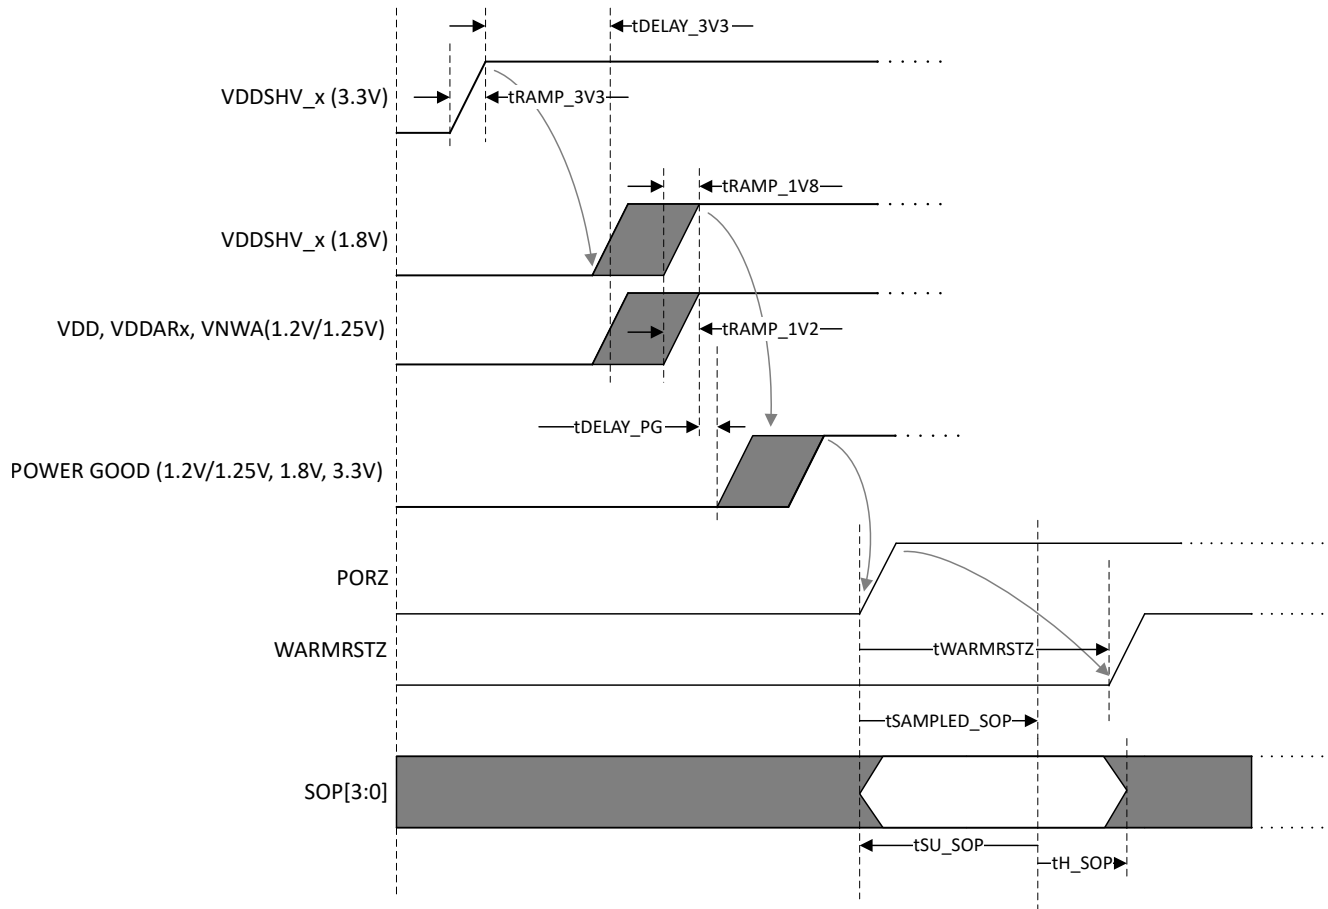 tDELAY_3V3
VDDSHV_x (3.3V)
tRAMP_3V3
tRAMP_1V8
VDDSHV_x (1.8V)
VDD, VDDARx, VNWA(1.2V/1.25V)
tRAMP_1V2
tDELAY_PG
POWER GOOD (1.2V/1.25V, 1.8V, 3.3V)
PORZ
WARMRSTZ
tWARMRSTZ
tSAMPLED_SOP
SOP[3:0]
tSU_SOP
tH_SOP